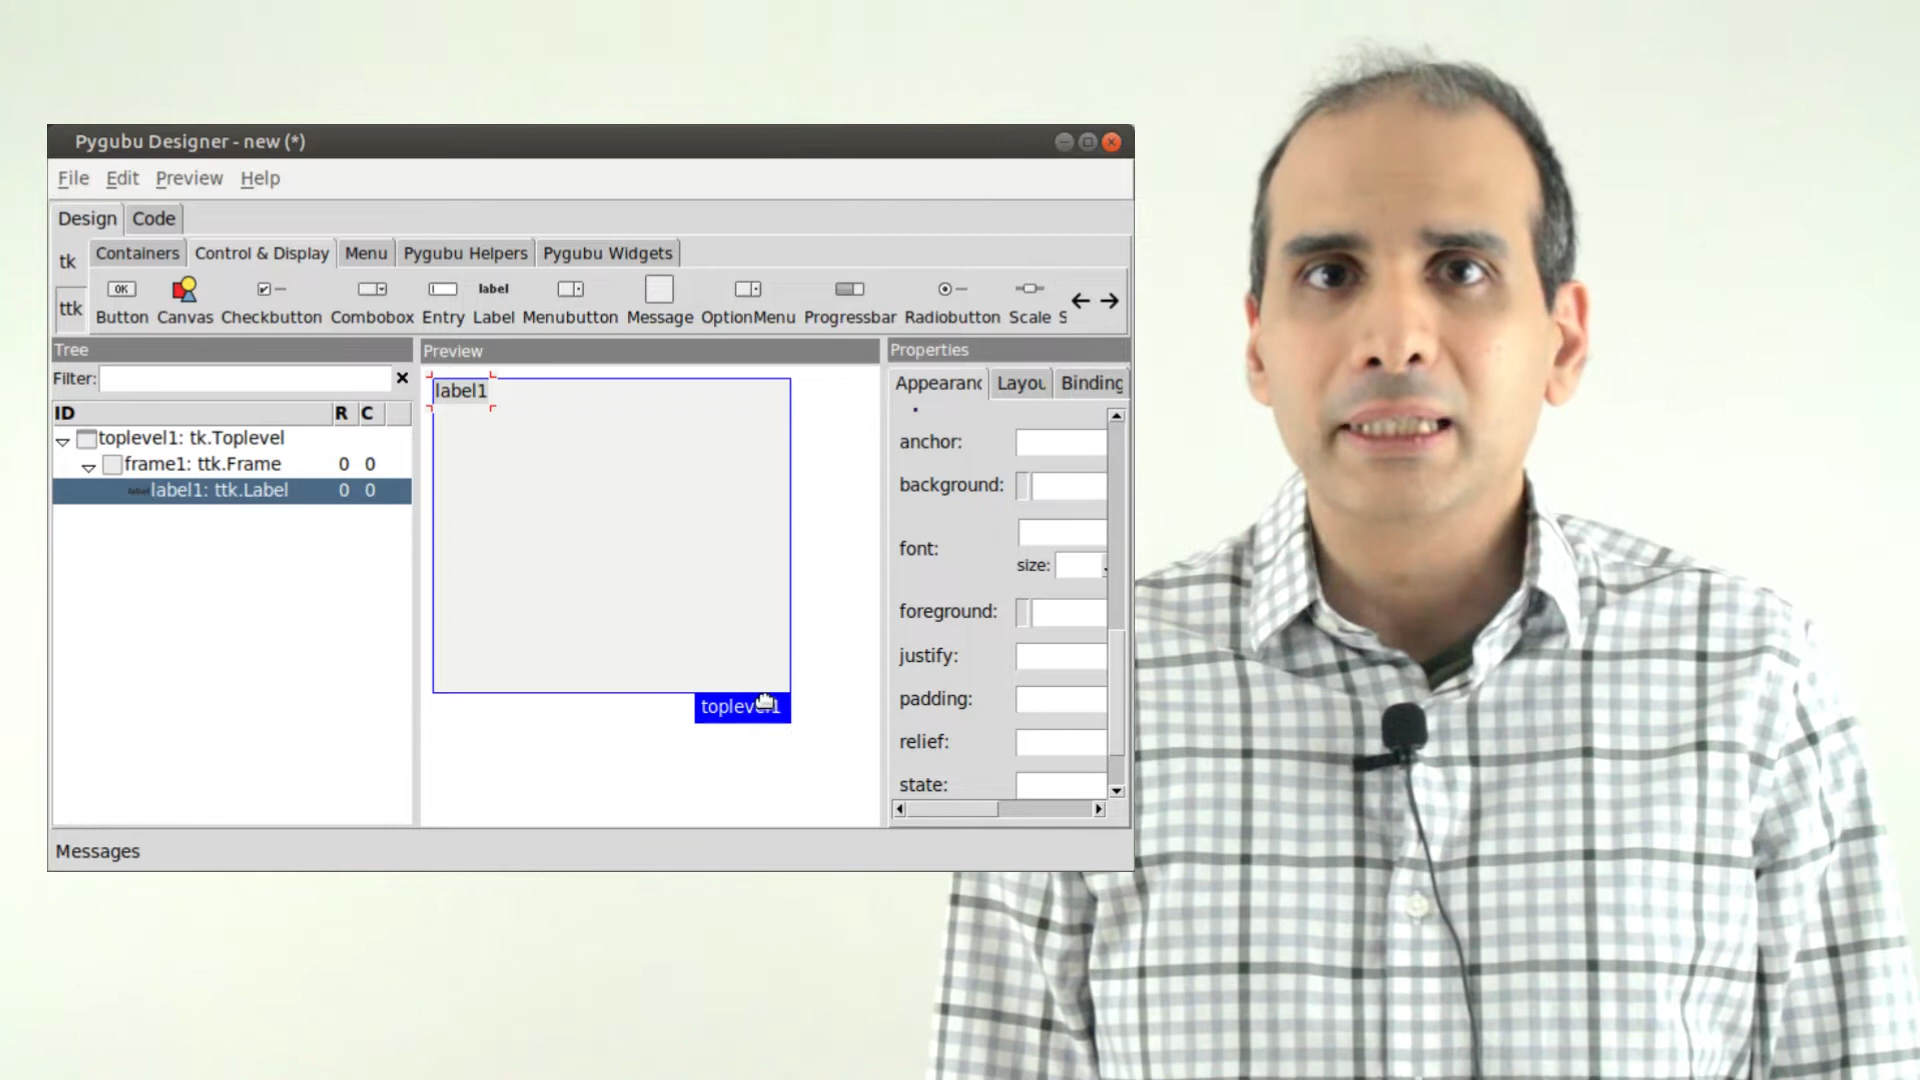 Pygubu Designer - new (*)
File Edit Preview Help
Design Code
tk Containers Control & Display Menu Pygubu Helpers Pygubu Widgets
ttk OK label
Button Canvas Checkbutton Combobox Entry Label Menubutton Message OptionMenu Progressbar Radiobutton Scale S
Tree Preview Properties
Filter:
Appearanc Layou Binding
ID R C
label1
toplevel1: tk.Toplevel
frame1: ttk.Frame 0 0
label1: ttk.Label 0 0
anchor:
background:
font:
size:
foreground:
justify:
padding:
relief:
state:
toplevel1
Messages